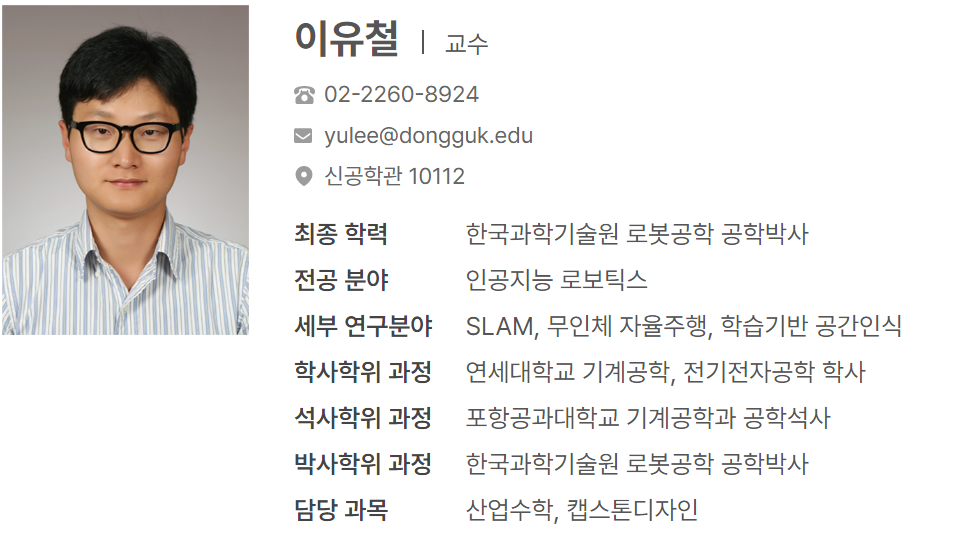 이유철 | 교수
02-2260-8924
yulee@dongguk.edu
신공학관 10112
최종 학력 한국과학기술원 로봇공학 공학박사
전공 분야 인공지능 로보틱스
세부 연구분야 SLAM, 무인체 자율주행, 학습기반 공간인식
학사학위 과정 연세대학교 기계공학, 전기전자공학 학사
석사학위 과정 포항공과대학교 기계공학과 공학석사
박사학위 과정 한국과학기술원 로봇공학 공학박사
담당 과목 산업수학, 캡스톤디자인